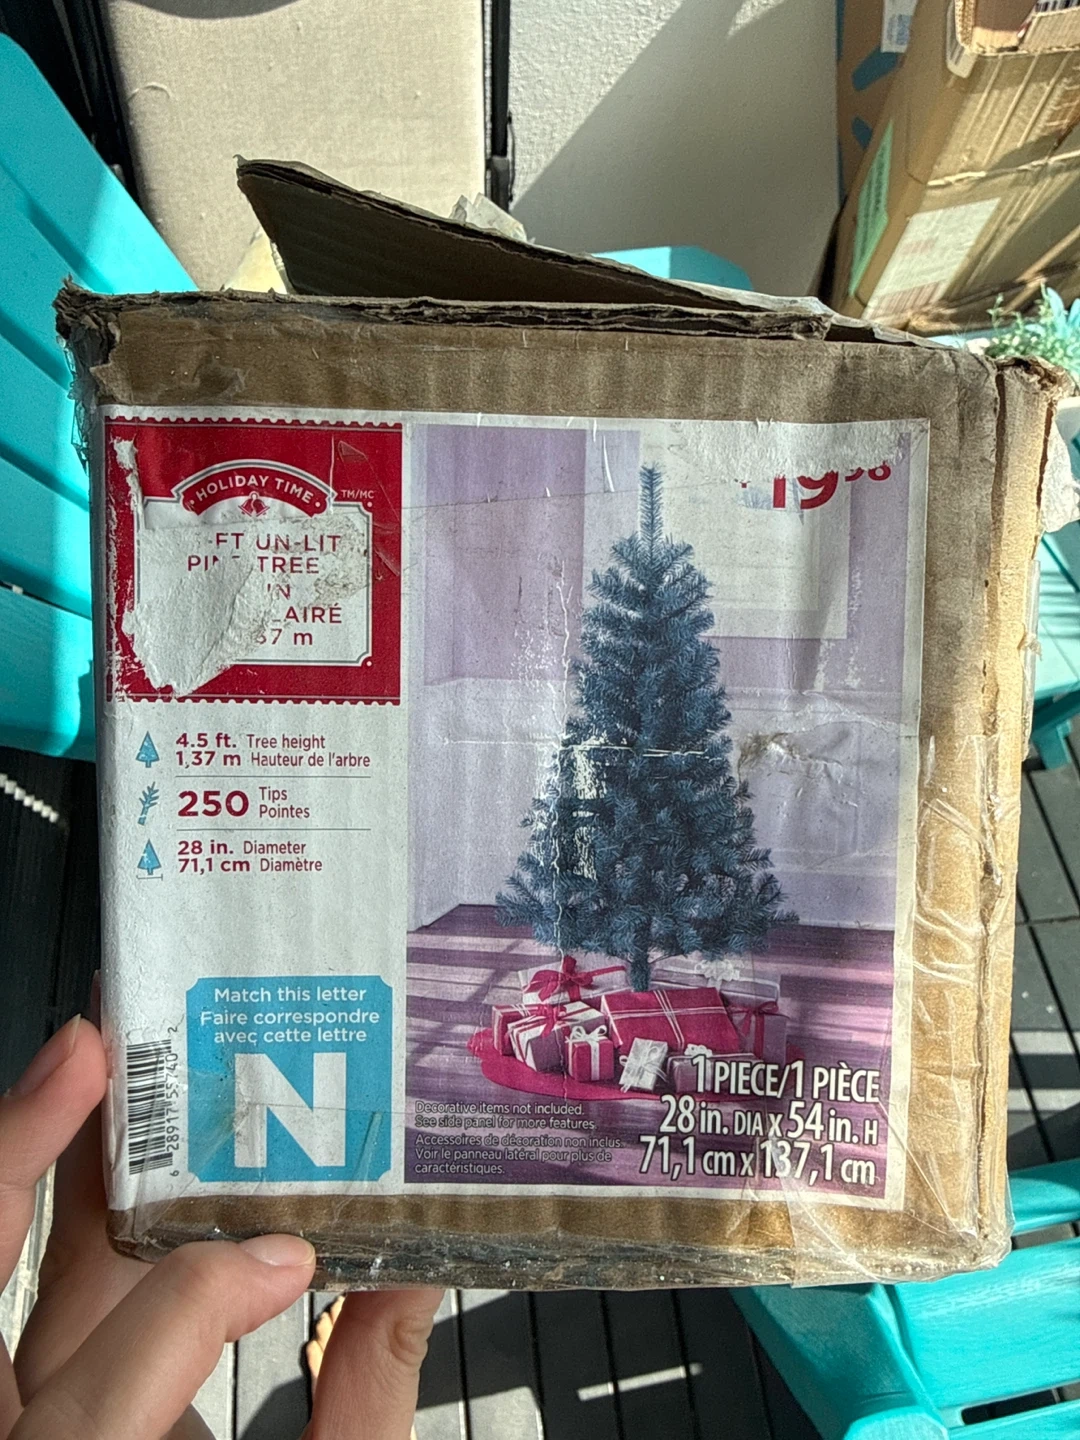 HOLIDAY TIME
TM/MC
-FT UN-LIT
TREE
37 m
4.5 ft. Tree height
1,37 m Hauteur de l'arbre
250 Tips
Pointes
28 in. Diameter
71,1 cm Diamètre
Match this letter
Faire correspondre
avec cette lettre
N
19 98
Decorative items not included.
See side panel for more features.
Accessoires de décoration non inclus
Voir le panneau latéral pour plus de
caractéristiques.
1 PIECE/1 PIÈCE
28 in. DIA x 54 in. H
71,1 cm x 137,1 cm